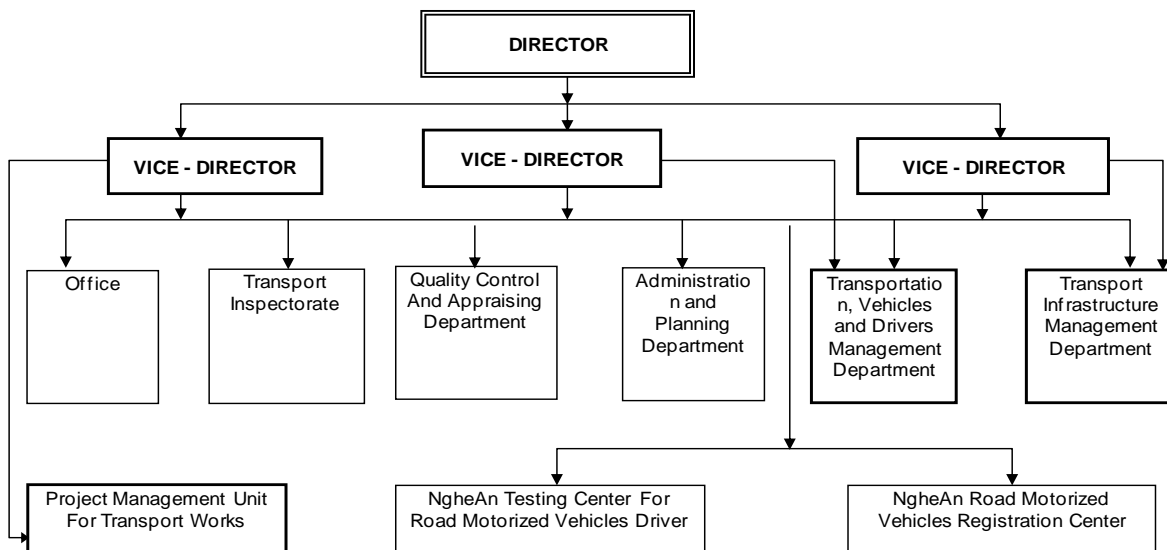 DIRECTOR
VICE - DIRECTOR
VICE - DIRECTOR
VICE - DIRECTOR
Office
Transport
Inspectorate
Quality Control
And Appraising
Department
Administratio
n and
Planning
Department
Transportatio
n, Vehicles
and Drivers
Management
Department
Transport
Infrastructure
Management
Department
Project Management Unit
For Transport Works
NgheAn Testing Center For
Road Motorized Vehicles Driver
NgheAn Road Motorized
Vehicles Registration Center